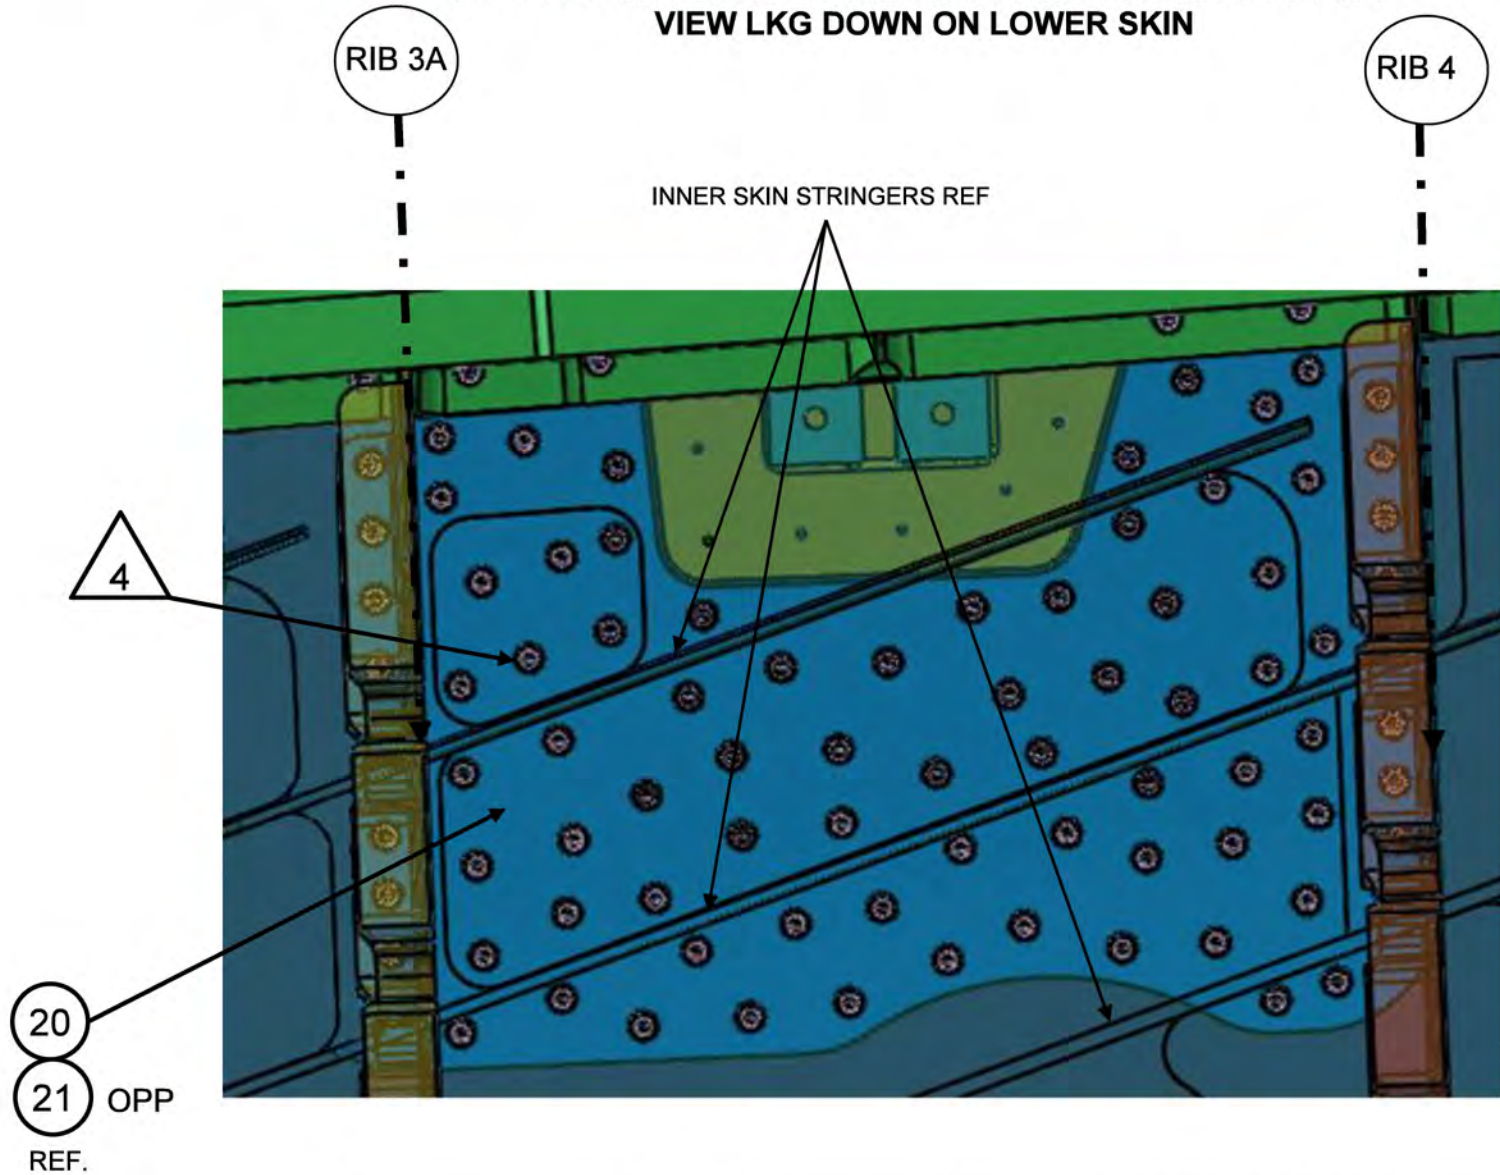 VIEW LKG DOWN ON LOWER SKIN
RIB 3A
RIB 4
INNER SKIN STRINGERS REF
4
20
21 OPP
REF.